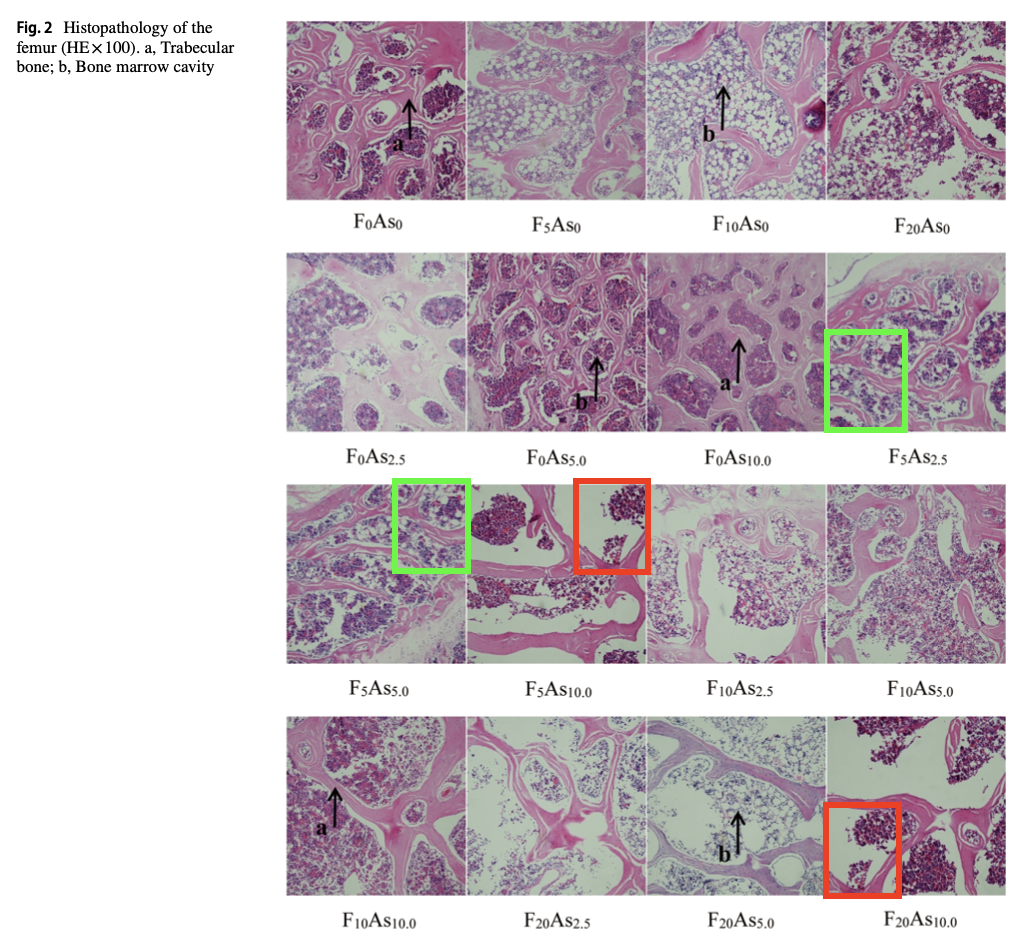 Fig. 2 Histopathology of the
femur (HE × 100). a, Trabecular
bone; b, Bone marrow cavity
a
b
F0As0 F5As0 F10As0 F20As0
b
a
F0As2.5 F0As5.0 F0As10.0 F5As2.5
F5As5.0 F5As10.0 F10As2.5 F10As5.0
a
b
F10As10.0 F20As2.5 F20As5.0 F20As10.0